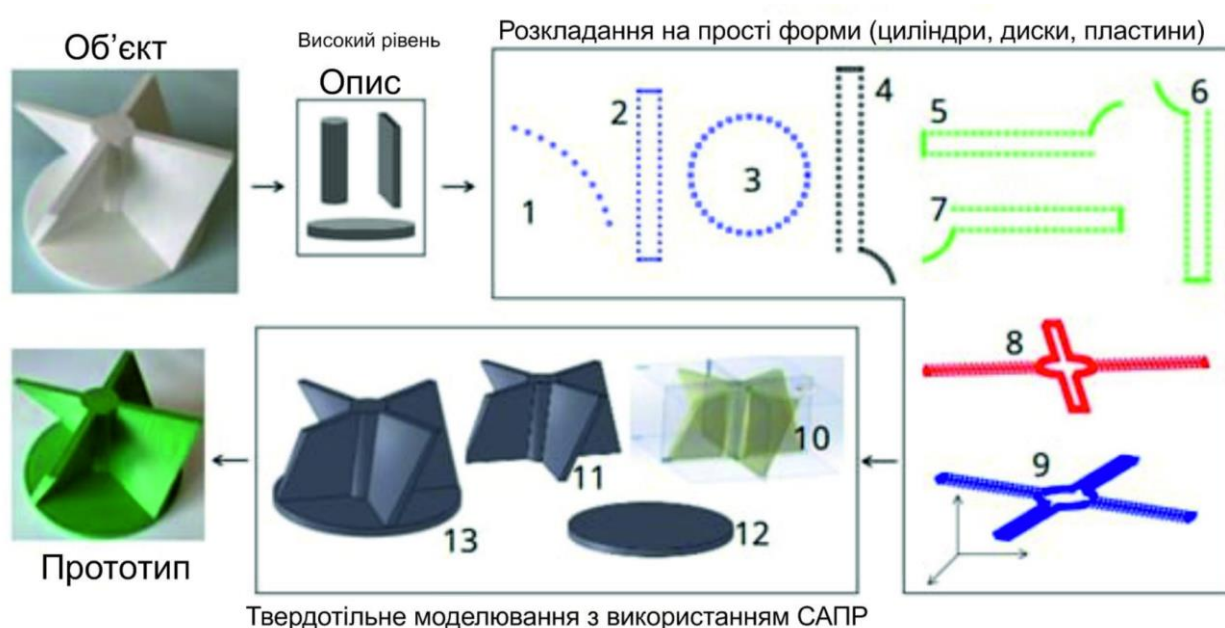 Об’єкт
Високий рівень
Опис
Розкладання на прості форми (циліндри, диски, пластини)
1
2
3
4
5
6
7
8
9
10
11
12
13
Прототип
Твердотільне моделювання з використанням САПР